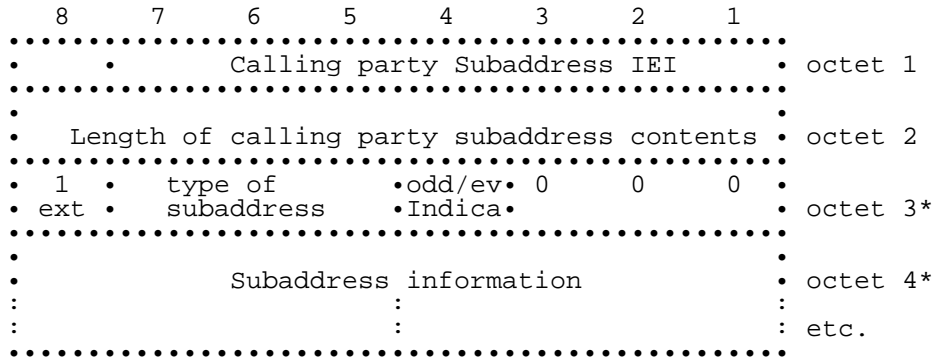 8 7 6 5 4 3 2 1
Calling party Subaddress IEI octet 1
Length of calling party subaddress contents octet 2
1 type of odd/ev 0 0 0
ext subaddress Indica octet 3*
Subaddress information octet 4*
: : :
: : : etc.